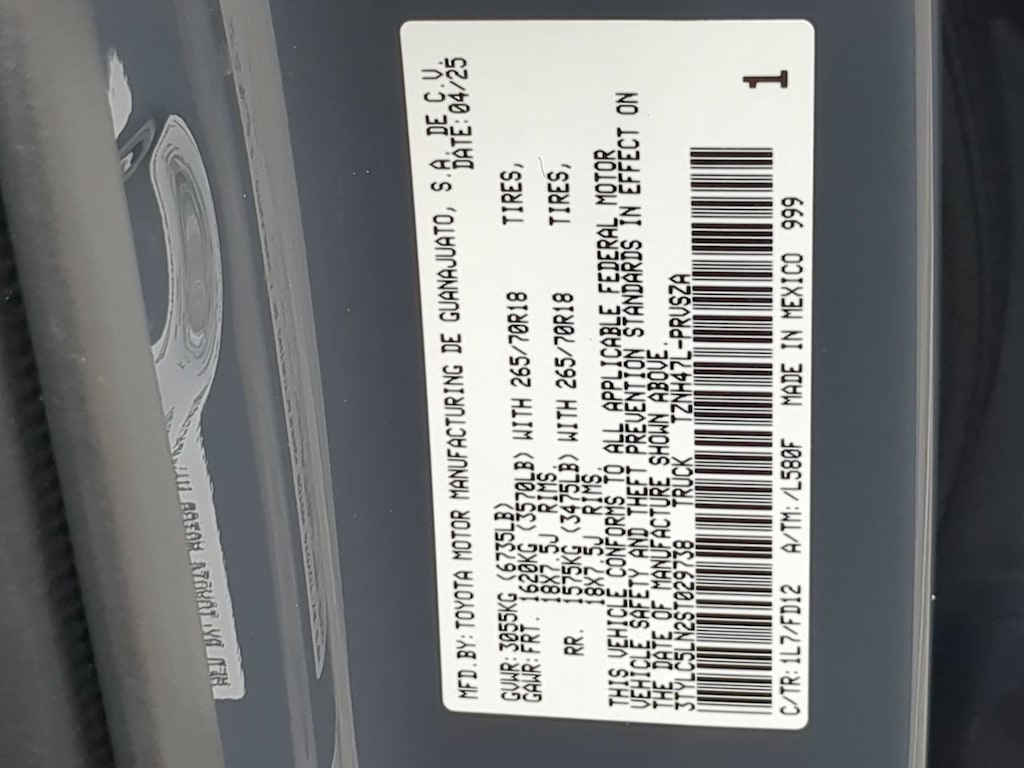 MFD.BY: TOYOTA MOTOR MANUFACTURING DE GUANAJUATO, S.A. DE C.V.
DATE: 04/25
GVWR: 3055KG (6735LB)
GAWR: FRT. 1620KG (3570LB) WITH 265/70R18 TIRES,
18X7.5J RIMS.
RR. 1575KG (3475LB) WITH 265/70R18 TIRES,
18X7.5J RIMS.
THIS VEHICLE CONFORMS TO ALL APPLICABLE FEDERAL MOTOR
VEHICLE SAFETY AND THEFT PREVENTION STANDARDS IN EFFECT ON
THE DATE OF MANUFACTURE SHOWN ABOVE.
3TYLC5LN2ST029738 TRUCK TZNH47L-PRVSZA
1
C/TR: 1L7/FD12 A/TM: /L580F MADE IN MEXICO 999